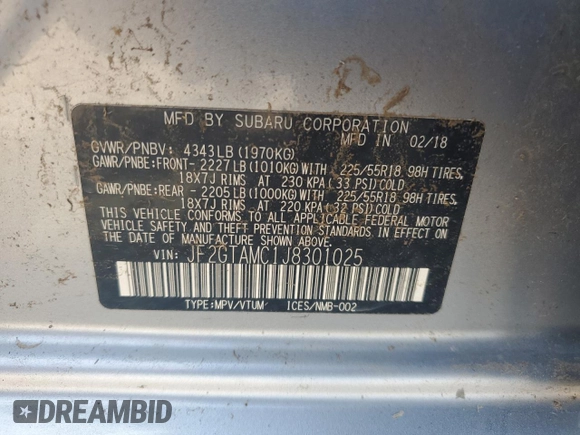 MFD BY SUBARU CORPORATION
MFD IN 02/18
GVWR/PNBV: 4343LB(1970KG)
GAWR/PNBE:FRONT- 2227LB(1010KG)WITH 225/55R18 98H TIRES,
18X7J RIMS AT 230 KPA(33 PSI)COLD
GAWR/PNBE:REAR - 2205LB(1000KG)WITH 225/55R18 98H TIRES,
18X7J RIMS AT 220 KPA(32 PSI)COLD
THIS VEHICLE CONFORMS TO ALL APPLICABLE FEDERAL MOTOR
VEHICLE SAFETY AND THEFT PREVENTION STANDARDS IN EFFECT
ON THE DATE OF MANUFACTURE SHOWN ABOVE.
VIN: JF2GTAMC1J8301025
TYPE:MPV/VTUM ICES/NMB-002
DREAMBID